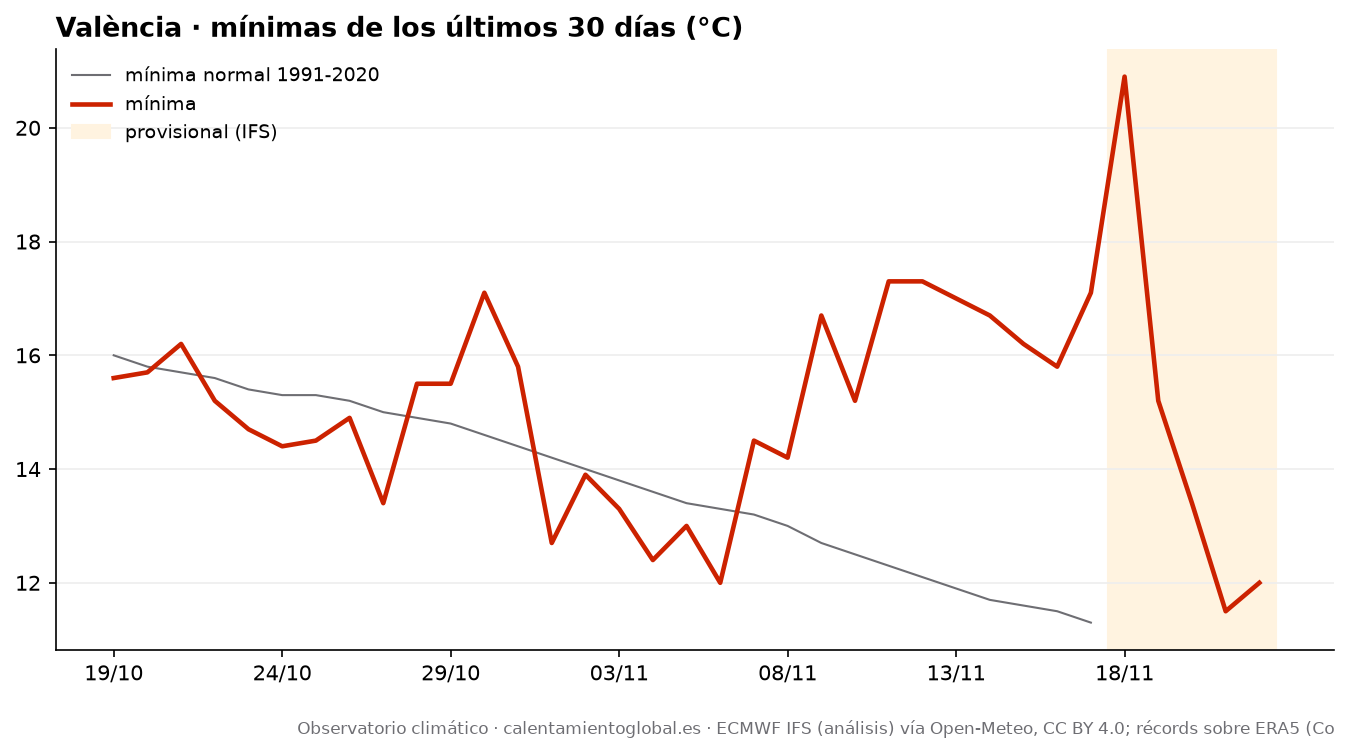 València · mínimas de los últimos 30 días (°C)
mínima normal 1991-2020
mínima
provisional (IFS)
20
18
16
14
12
19/10 24/10 29/10 03/11 08/11 13/11 18/11
Observatorio climático · calentamientoglobal.es · ECMWF IFS (análisis) vía Open-Meteo, CC BY 4.0; récords sobre ERA5 (Co